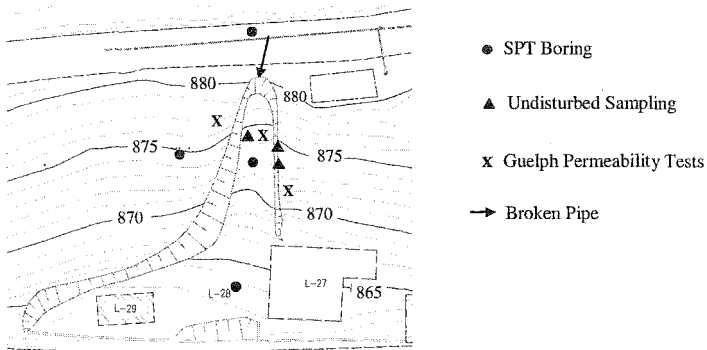 SPT Boring
880
880
Undisturbed Sampling
X
X
875
875
X Guelph Permeability Tests
X
870
870
Broken Pipe
L-27
L-28
865
L-29